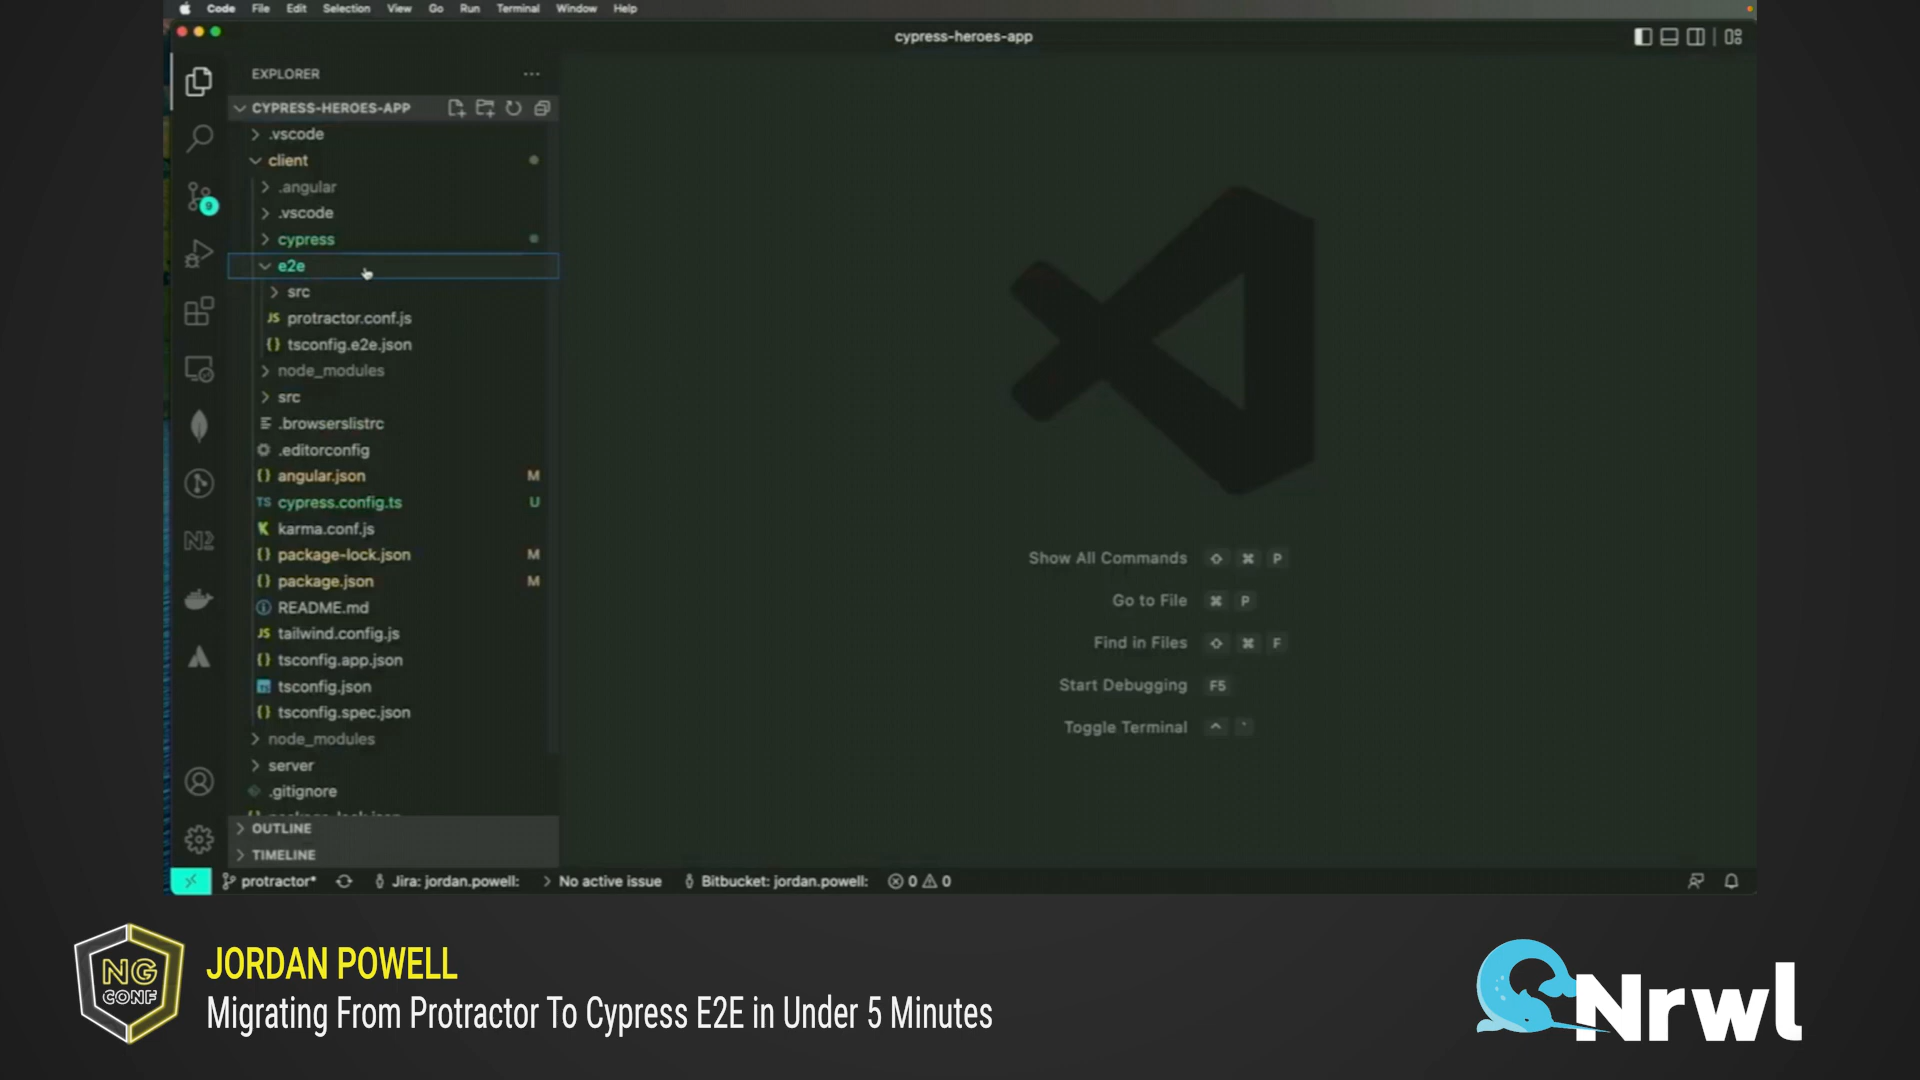 Code File Edit Selection View Go Run Terminal Window Help
cypress-heroes-app
EXPLORER
CYPRESS-HEROES-APP
.vscode
client
.angular
.vscode
cypress
e2e
src
protractor.conf.js
tsconfig.e2e.json
node_modules
src
.browserslistrc
.editorconfig
angular.json M
cypress.config.ts U
karma.conf.js
package-lock.json M
package.json M
README.md
tailwind.config.js
tsconfig.app.json
tsconfig.json
tsconfig.spec.json
node_modules
server
.gitignore
OUTLINE
TIMELINE
9
Show All Commands ⇧ ⌘ P
Go to File ⌘ P
Find in Files ⇧ ⌘ F
Start Debugging F5
Toggle Terminal ^ `
protractor* Jira: jordan.powell: No active issue Bitbucket: jordan.powell: 0 0
NG
CONF
JORDAN POWELL
Migrating From Protractor To Cypress E2E in Under 5 Minutes
Nrwl